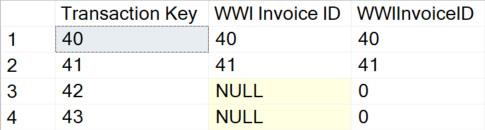 Transaction Key WWI Invoice ID WWIInvoiceID
1 40 40 40
2 41 41 41
3 42 NULL 0
4 43 NULL 0